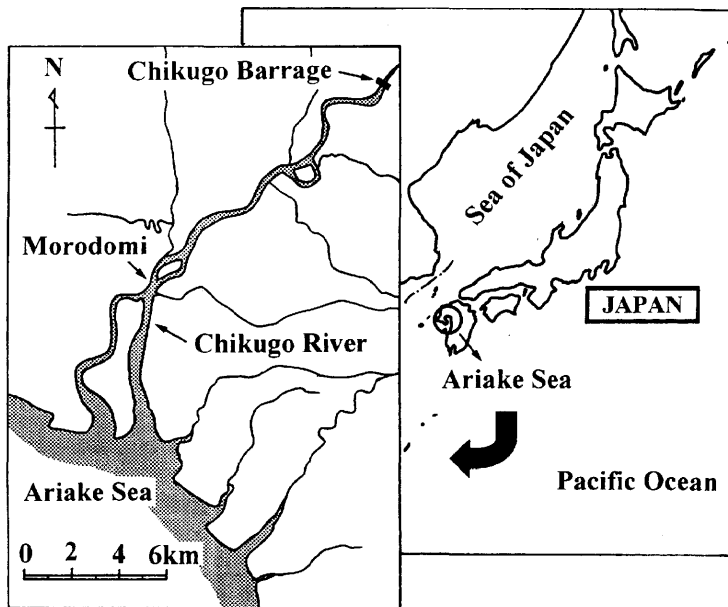 N
Chikugo Barrage
Morodomi
Chikugo River
Ariake Sea
0 2 4 6km
Sea of Japan
JAPAN
Ariake Sea
Pacific Ocean